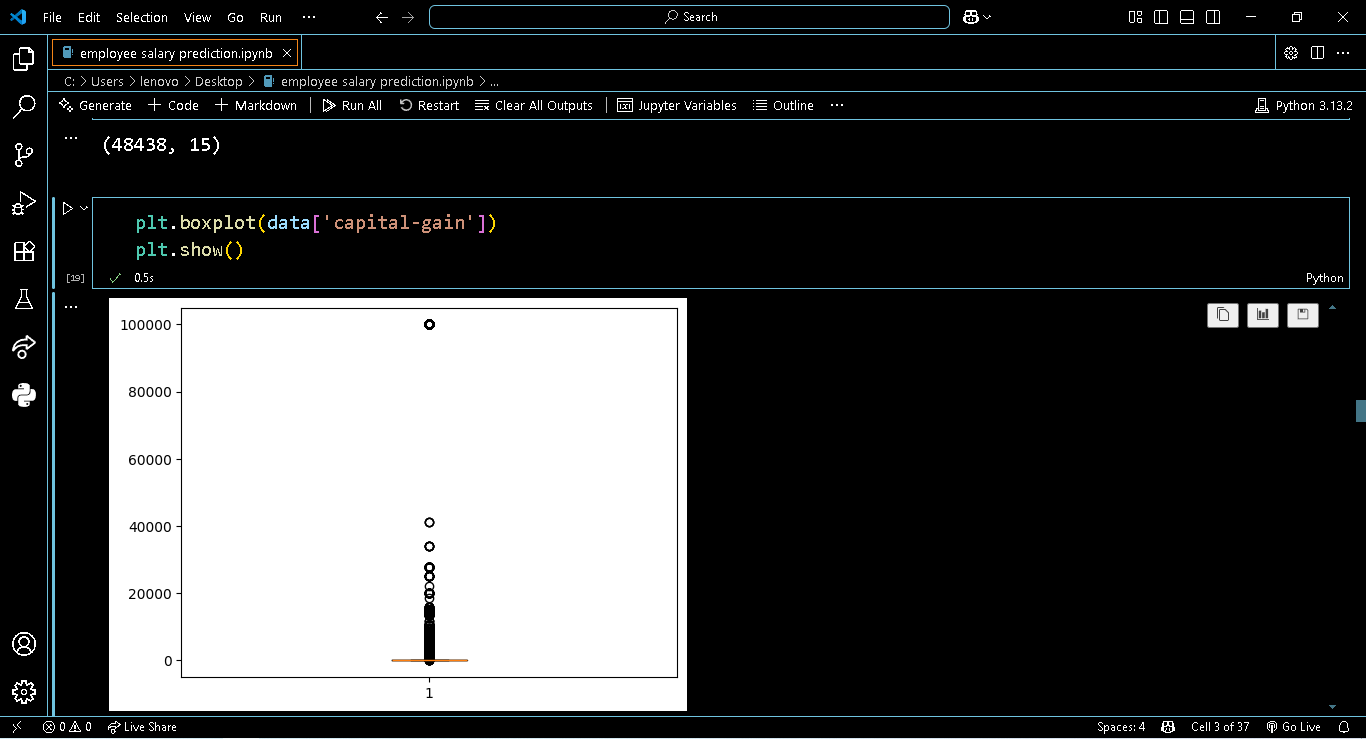 File Edit Selection View Go Run ··· Search
employee salary prediction.ipynb
C: > Users > lenovo > Desktop > employee salary prediction.ipynb > ...
Generate + Code + Markdown | Run All Restart Clear All Outputs | Jupyter Variables Outline ··· Python 3.13.2
(48438, 15)
plt.boxplot(data['capital-gain'])
plt.show()
[19] 0.5s Python
100000
80000
60000
40000
20000
0
1
0 0 Live Share Spaces: 4 Cell 3 of 37 Go Live